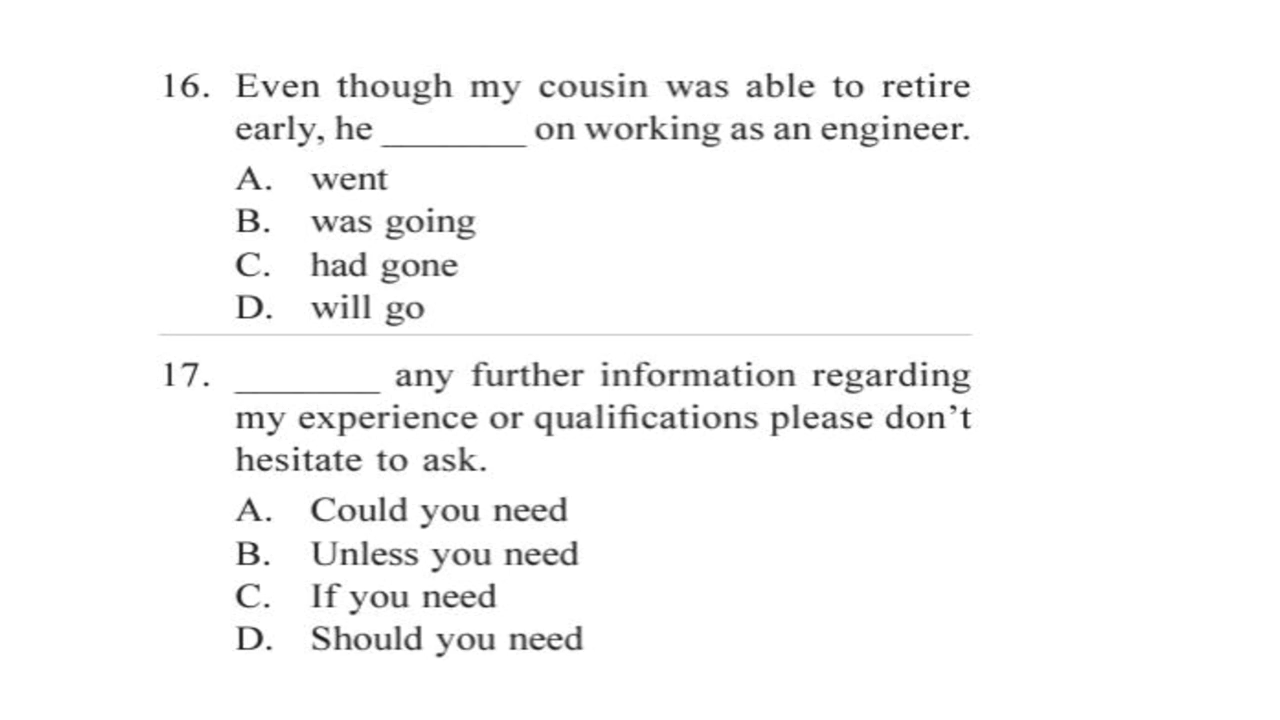 16. Even though my cousin was able to retire
early, he ________ on working as an engineer.
A. went
B. was going
C. had gone
D. will go
17. ________ any further information regarding
my experience or qualifications please don’t
hesitate to ask.
A. Could you need
B. Unless you need
C. If you need
D. Should you need